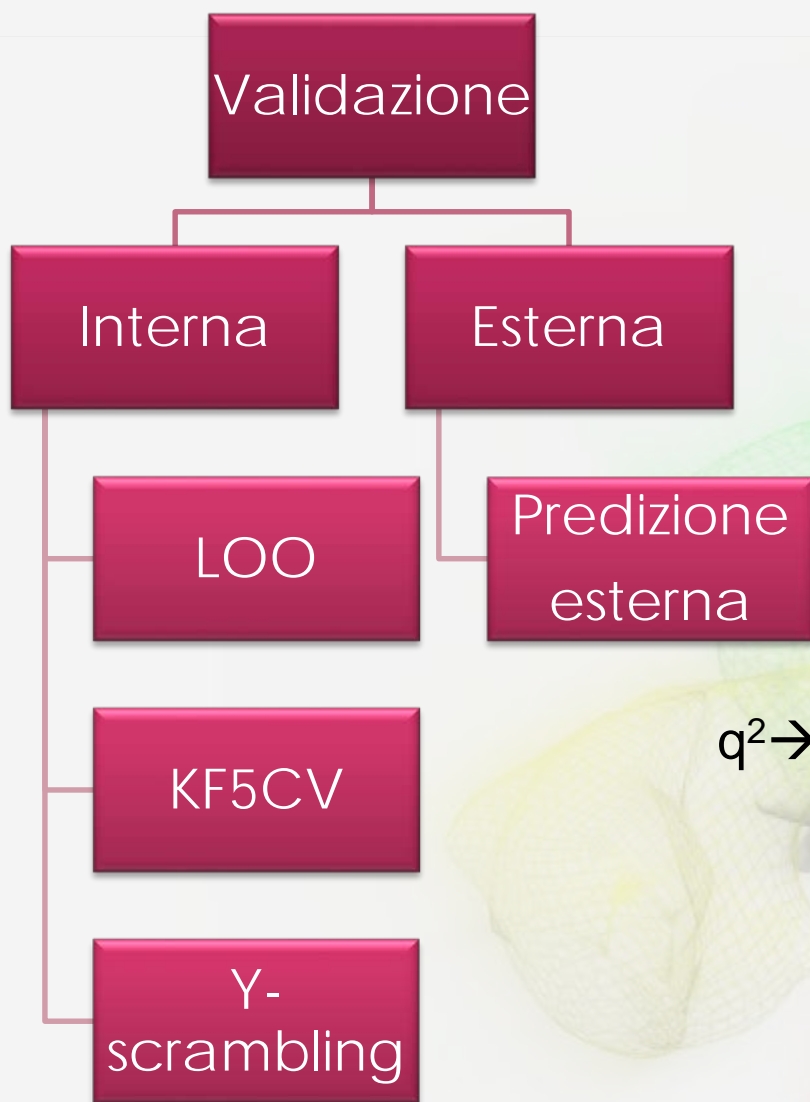 Validazione
Interna
Esterna
LOO
Predizione
esterna
KF5CV
q²→
Y-
scrambling